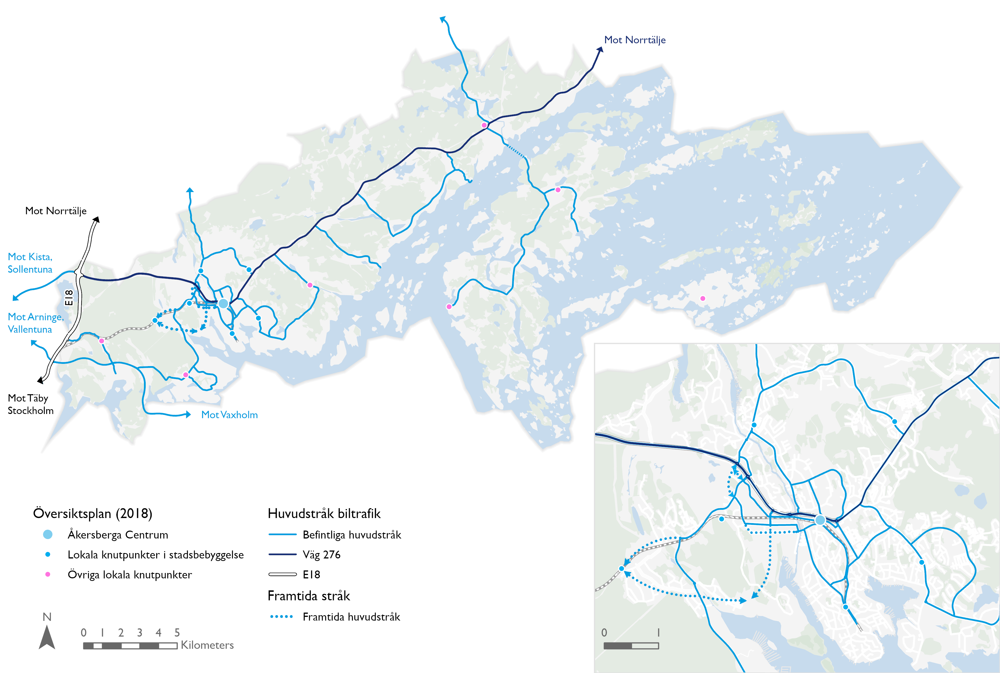 Mot Norrtälje
Mot Norrtälje
Mot Kista,
Sollentuna
E18
Mot Arninge,
Vallentuna
Mot Täby
Stockholm
Mot Vaxholm
Översiktsplan (2018)
Åkersberga Centrum
Lokala knutpunkter i stadsbebyggelse
Övriga lokala knutpunkter
Huvudstråk biltrafik
Befintliga huvudstråk
Väg 276
E18
Framtida stråk
Framtida huvudstråk
N
0 1 2 3 4 5
Kilometers
0 1